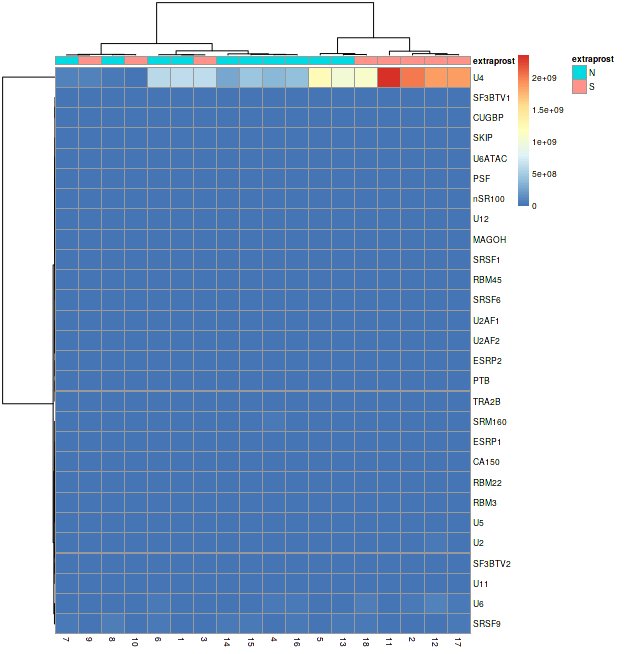 extraprost
extraprost
N
S
U4
SF3BTV1
CUGBP
SKIP
U6ATAC
PSF
nSR100
U12
MAGOH
SRSF1
RBM45
SRSF6
U2AF1
U2AF2
ESRP2
PTB
TRA2B
SRM160
ESRP1
CA150
RBM22
RBM3
U5
U2
SF3BTV2
U11
U6
SRSF9
2e+09
1.5e+09
1e+09
5e+08
0
7 9 8 10 6 1 3 14 15 4 16 5 13 18 11 2 12 17